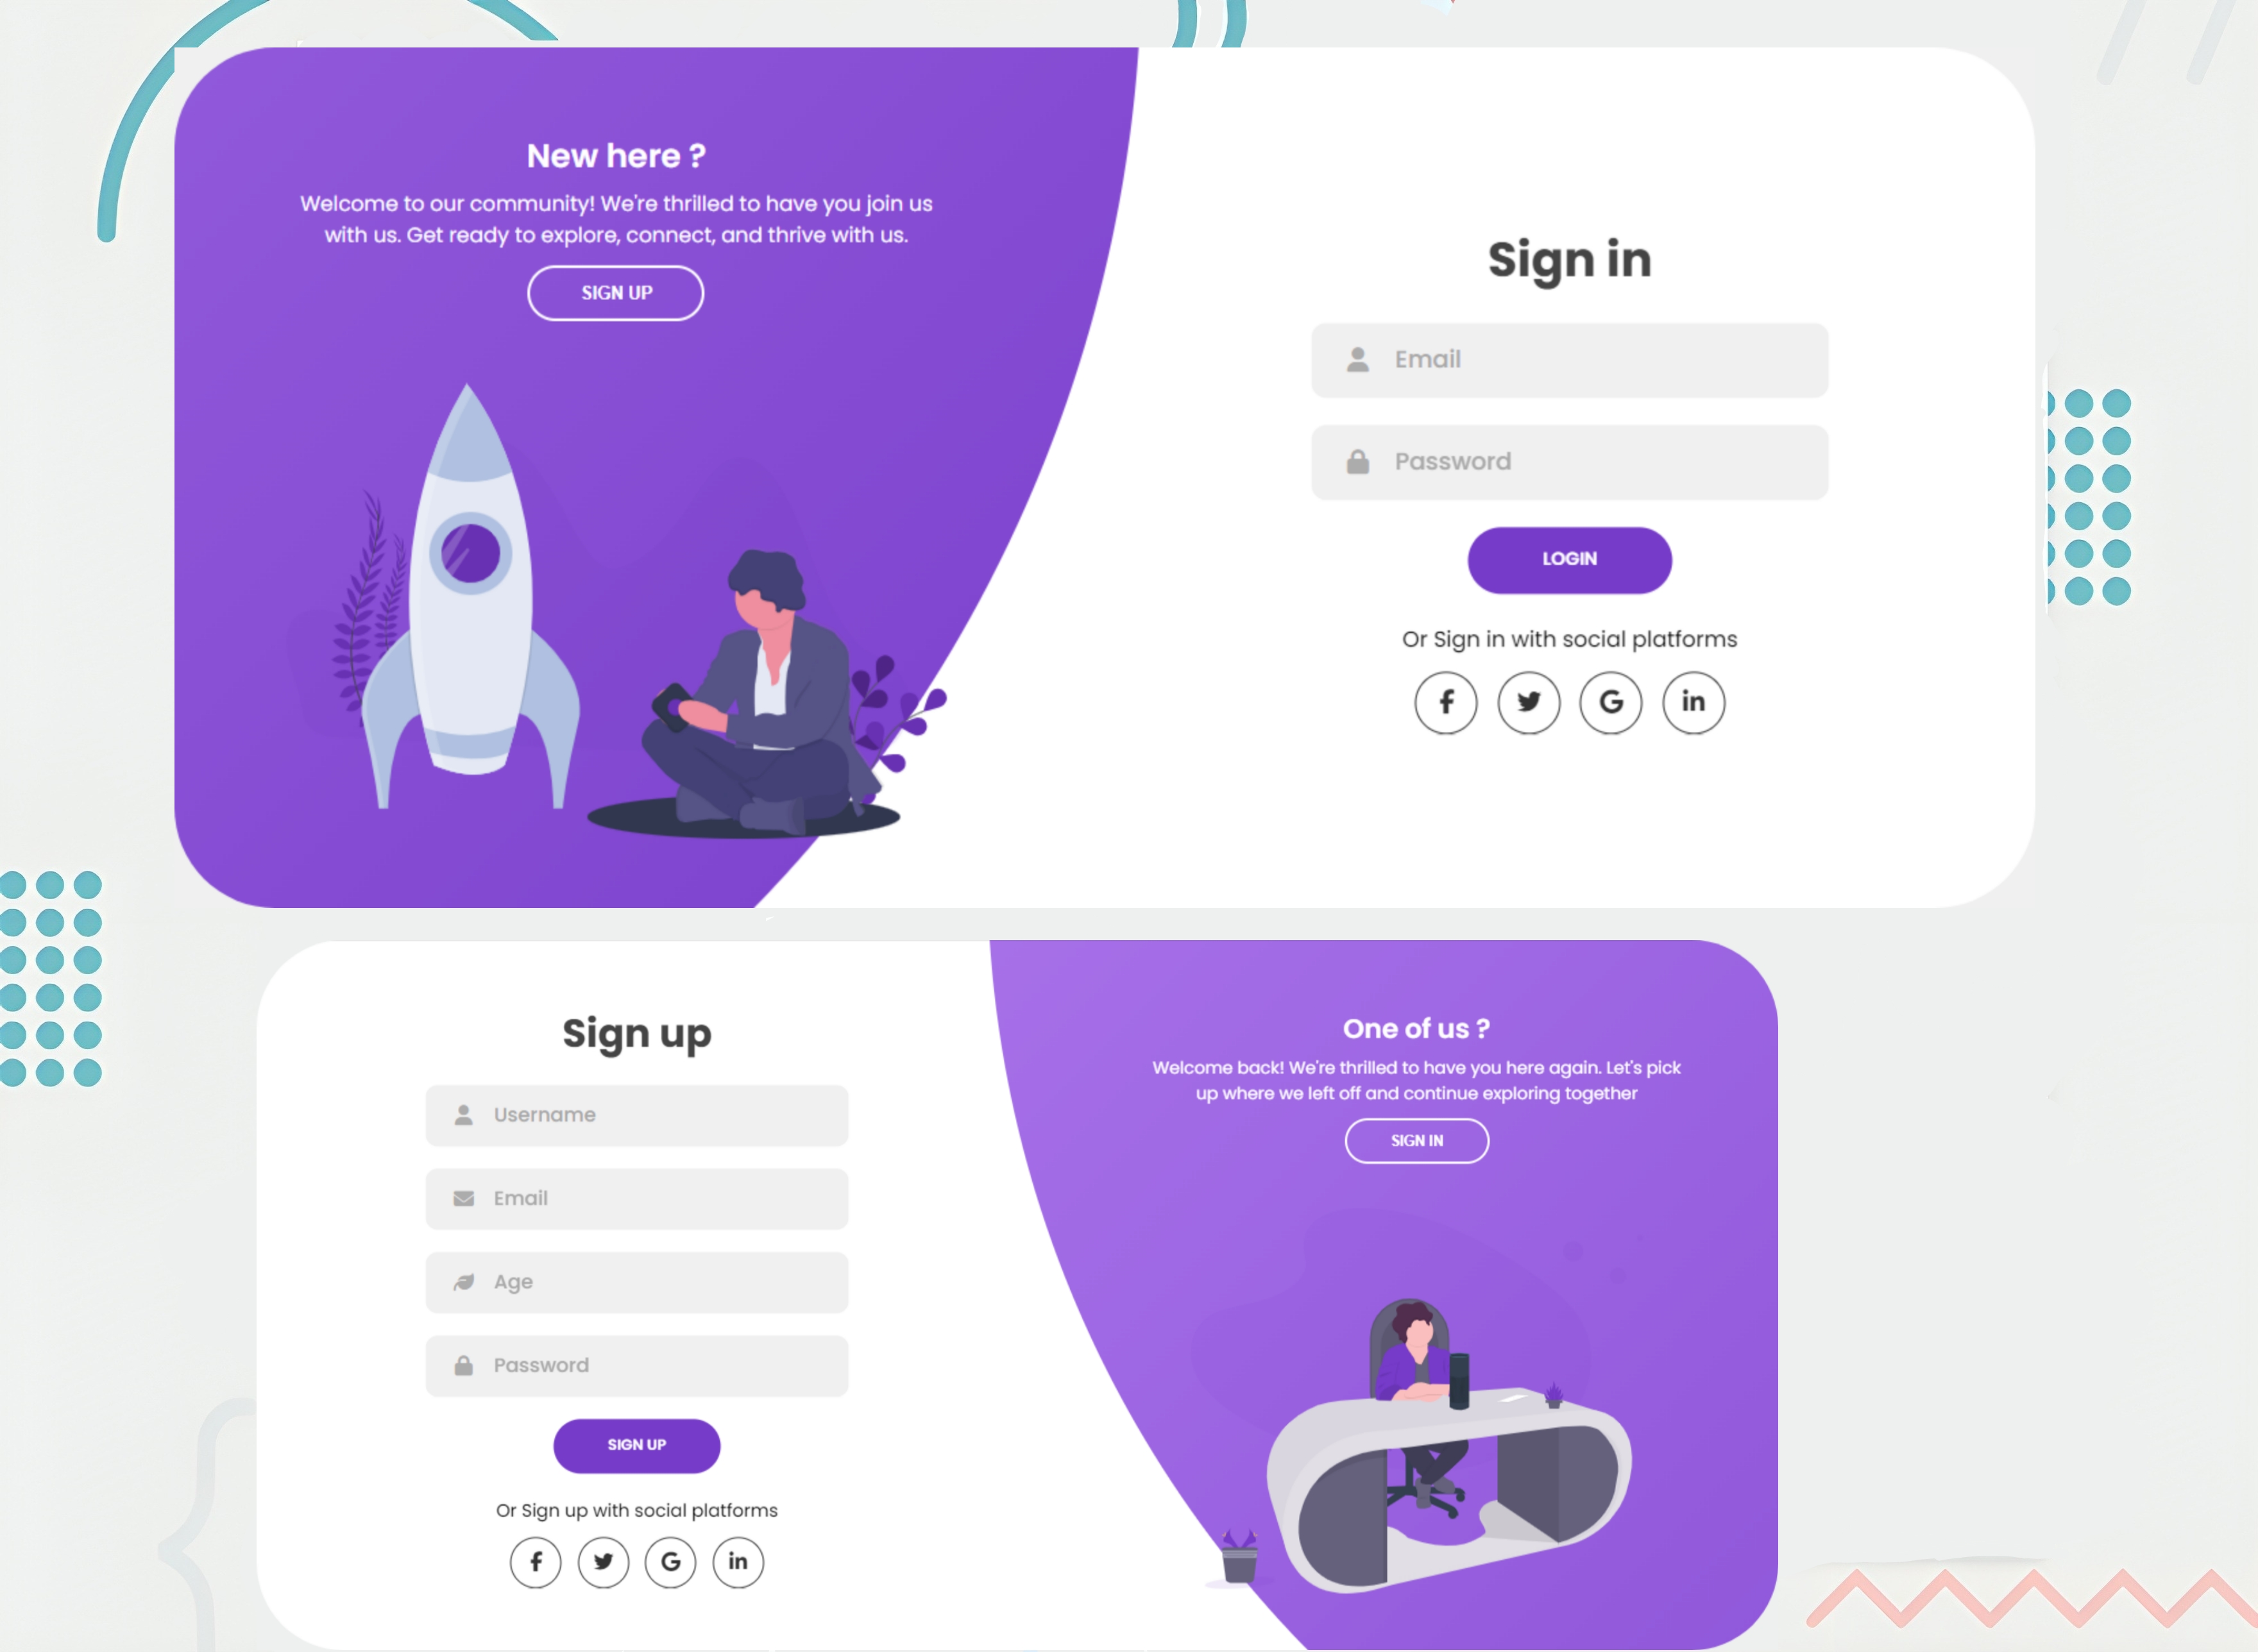 New here ?
Welcome to our community! We're thrilled to have you join us
with us. Get ready to explore, connect, and thrive with us.
SIGN UP
Sign in
Email
Password
LOGIN
Or Sign in with social platforms
f G in
Sign up
Username
Email
Age
Password
SIGN UP
Or Sign up with social platforms
f G in
One of us ?
Welcome back! We're thrilled to have you here again. Let's pick
up where we left off and continue exploring together
SIGN IN